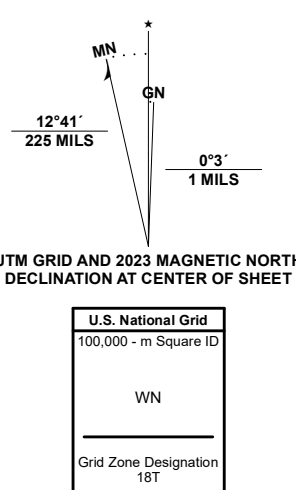 ★
MN
GN
12°41´
225 MILS
0°3´
1 MILS
UTM GRID AND 2023 MAGNETIC NORTH
DECLINATION AT CENTER OF SHEET
U.S. National Grid
100,000 - m Square ID
WN
Grid Zone Designation
18T